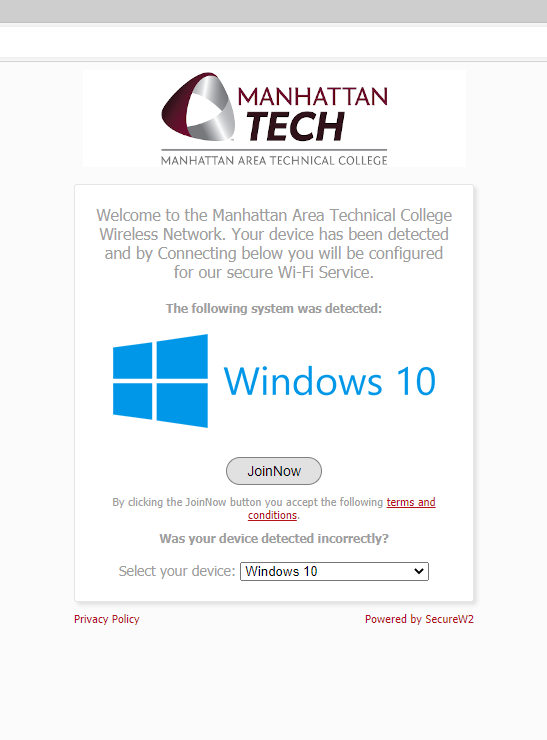 MANHATTAN
TECH
MANHATTAN AREA TECHNICAL COLLEGE
Welcome to the Manhattan Area Technical College
Wireless Network. Your device has been detected
and by Connecting below you will be configured
for our secure Wi-Fi Service.
The following system was detected:
Windows 10
JoinNow
By clicking the JoinNow button you accept the following terms and
conditions.
Was your device detected incorrectly?
Select your device: Windows 10
Privacy Policy Powered by SecureW2